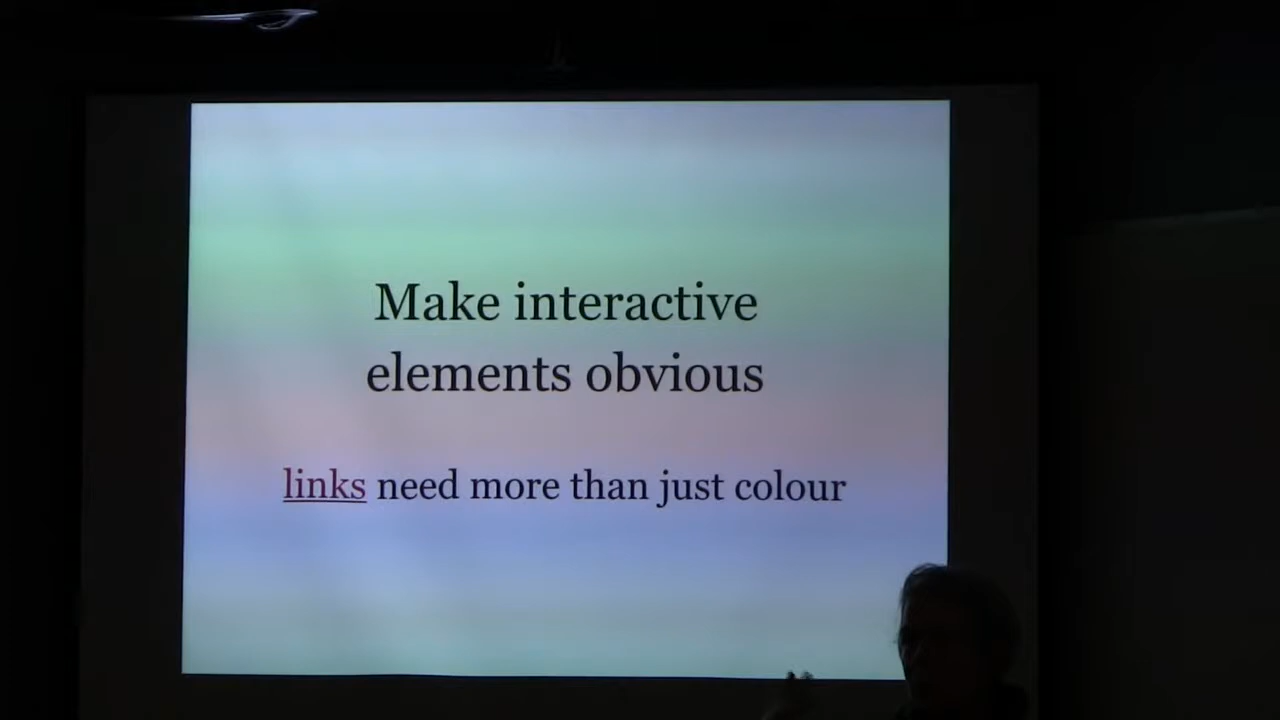 Make interactive
elements obvious
links need more than just colour